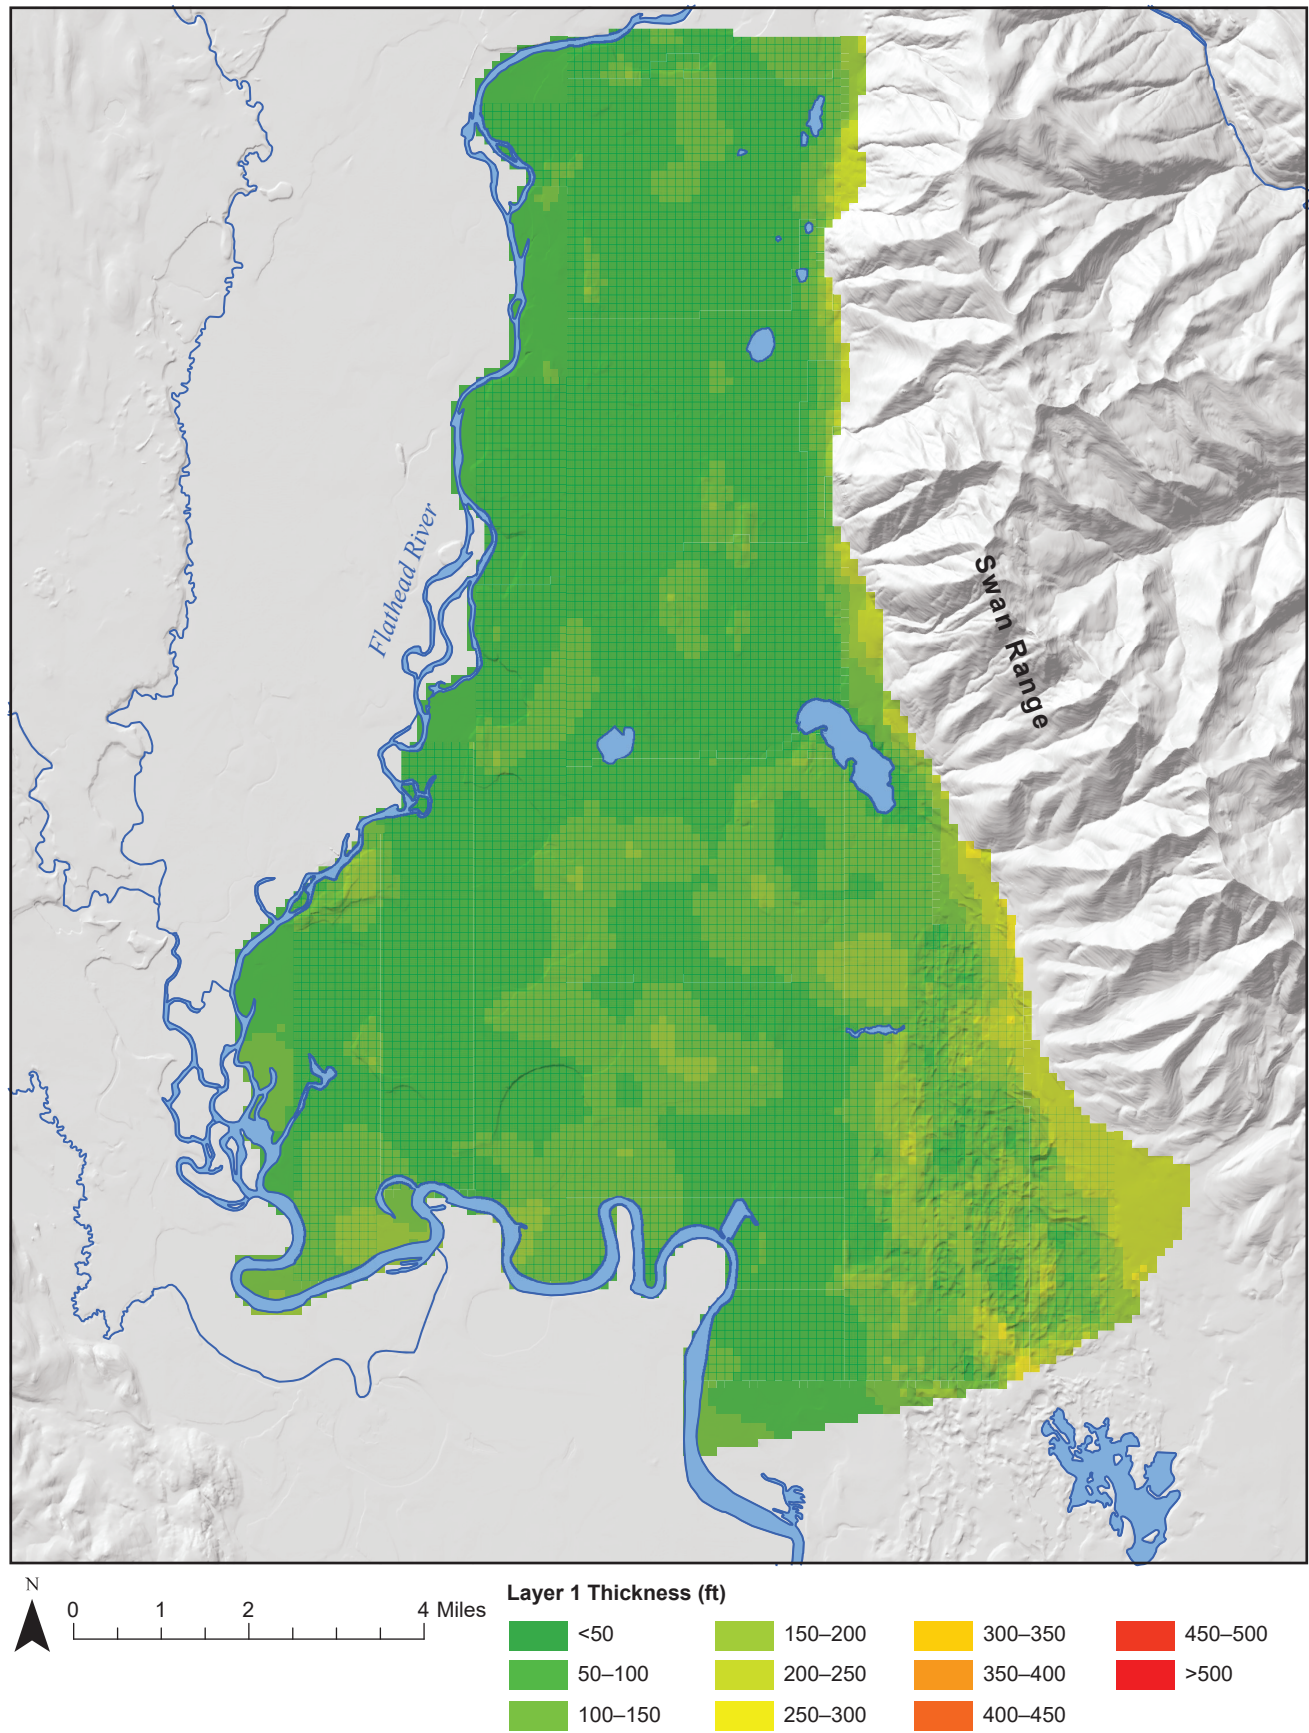 Flathead River
Swan Range
N
0 1 2 4 Miles
Layer 1 Thickness (ft)
<50
50–100
100–150
150–200
200–250
250–300
300–350
350–400
400–450
450–500
>500